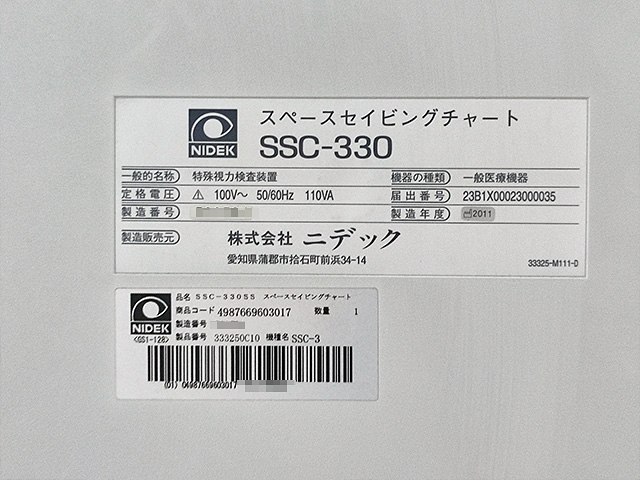 NIDEK
スペースセイビングチャート
SSC-330
一般的名称 特殊視力検査装置 機器の種類 一般医療機器
定格電圧 ⚠ 100V～ 50/60Hz 110VA 届出番号 23B1X00023000035
製造番号 製造年度 2011
製造販売元 株式会社 ニデック
愛知県蒲郡市拾石町前浜34-14
33325-M111-D
NIDEK
<GS1-128>
品名 SSC-330SS スペースセイビングチャート
商品コード 4987669603017 数量 1
製造番号
製品番号 333250C10 機種名 SSC-3
(01) 04987669603017